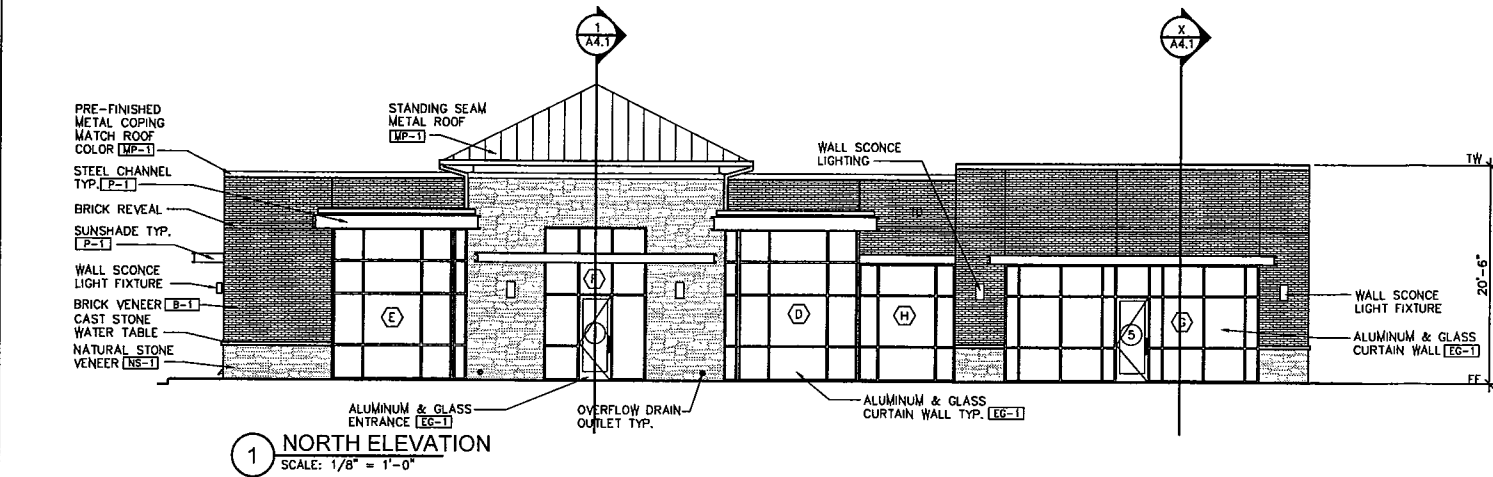 1
A4.1
X
A4.1
PRE-FINISHED
METAL COPING
MATCH ROOF
COLOR MP-1
STANDING SEAM
METAL ROOF
MP-1
STEEL CHANNEL
TYP. P-1
BRICK REVEAL
SUNSHADE TYP.
P-1
WALL SCONCE
LIGHT FIXTURE
BRICK VENEER B-1
CAST STONE
WATER TABLE
NATURAL STONE
VENEER NS-1
WALL SCONCE
LIGHTING
TW
20'-6"
FF
E
F
D
H
5
G
WALL SCONCE
LIGHT FIXTURE
ALUMINUM & GLASS
CURTAIN WALL EG-1
ALUMINUM & GLASS
ENTRANCE EG-1
OVERFLOW DRAIN
OUTLET TYP.
ALUMINUM & GLASS
CURTAIN WALL TYP. EG-1
1
NORTH ELEVATION
SCALE: 1/8" = 1'-0"